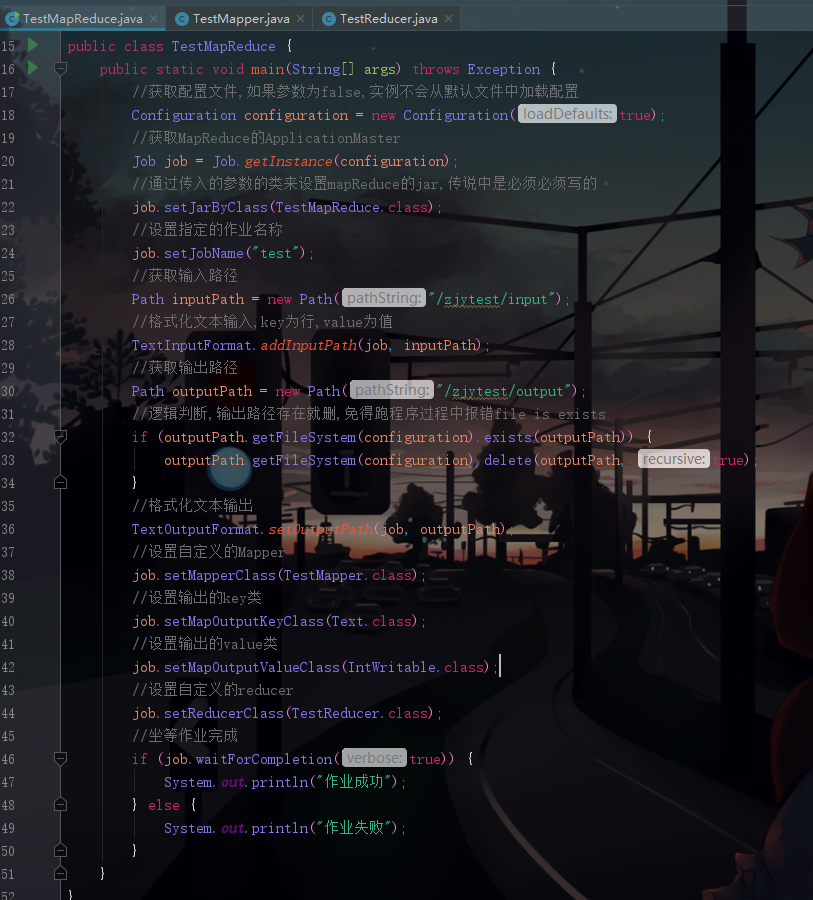 TestMapReduce.java × TestMapper.java × TestReducer.java ×
15 public class TestMapReduce {
16 public static void main(String[] args) throws Exception {
17 //获取配置文件,如果参数为false,实例不会从默认文件中加载配置
18 Configuration configuration = new Configuration( loadDefaults: true);
19 //获取MapReduce的ApplicationMaster
20 Job job = Job.getInstance(configuration);
21 //通过传入的参数的类来设置mapReduce的jar,传说中是必须必须写的
22 job.setJarByClass(TestMapReduce.class);
23 //设置指定的作业名称
24 job.setJobName("test");
25 //获取输入路径
26 Path inputPath = new Path( pathString: "/zjytest/input");
27 //格式化文本输入,key为行,value为值
28 TextInputFormat.addInputPath(job, inputPath);
29 //获取输出路径
30 Path outputPath = new Path( pathString: "/zjytest/output");
31 //逻辑判断,输出路径存在就删,免得跑程序过程中报错file is exists
32 if (outputPath.getFileSystem(configuration).exists(outputPath)) {
33 outputPath.getFileSystem(configuration).delete(outputPath, recursive: true);
34 }
35 //格式化文本输出
36 TextOutputFormat.setOutputPath(job, outputPath);
37 //设置自定义的Mapper
38 job.setMapperClass(TestMapper.class);
39 //设置输出的key类
40 job.setMapOutputKeyClass(Text.class);
41 //设置输出的value类
42 job.setMapOutputValueClass(IntWritable.class);
43 //设置自定义的reducer
44 job.setReducerClass(TestReducer.class);
45 //坐等作业完成
46 if (job.waitForCompletion( verbose: true)) {
47 System.out.println("作业成功");
48 } else {
49 System.out.println("作业失败");
50 }
51 }
52 }